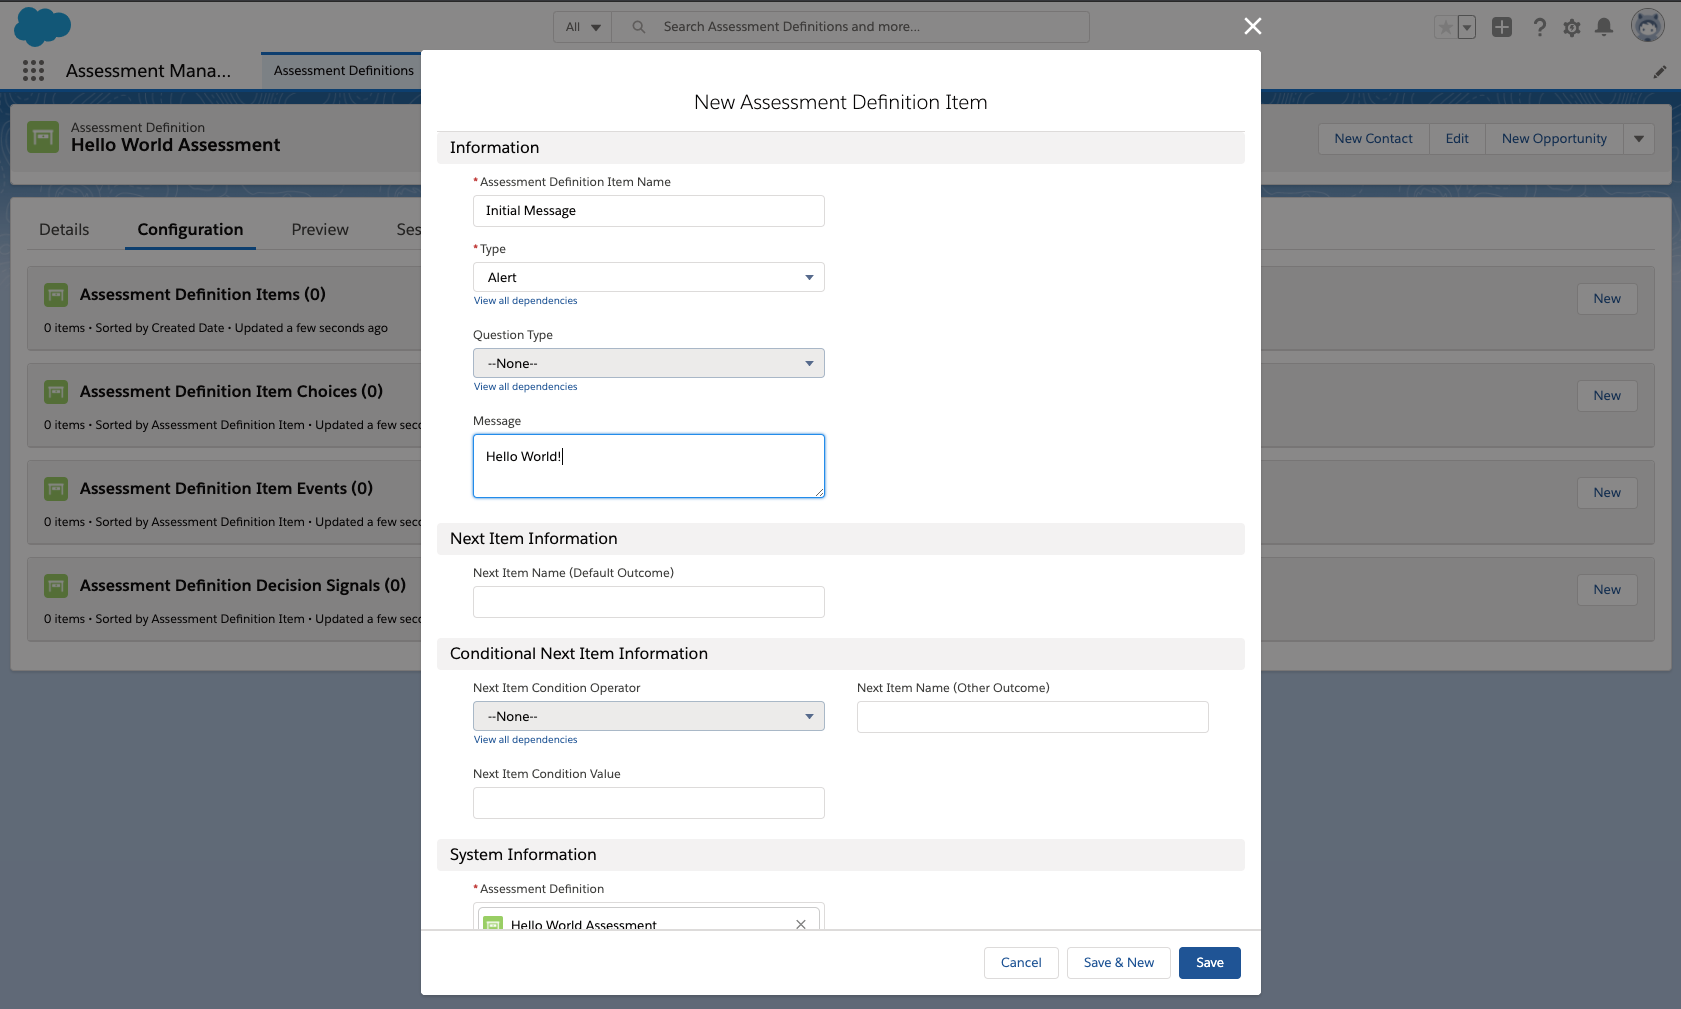 All
Search Assessment Definitions and more...
Assessment Mana...
Assessment Definitions
Assessment Definition
Hello World Assessment
New Contact
Edit
New Opportunity
Details
Configuration
Preview
Ses
Assessment Definition Items (0)
0 items • Sorted by Created Date • Updated a few seconds ago
New
Assessment Definition Item Choices (0)
0 items • Sorted by Assessment Definition Item • Updated a few sec
New
Assessment Definition Item Events (0)
0 items • Sorted by Assessment Definition Item • Updated a few sec
New
Assessment Definition Decision Signals (0)
0 items • Sorted by Assessment Definition Item • Updated a few sec
New
New Assessment Definition Item
Information
* Assessment Definition Item Name
Initial Message
* Type
Alert
View all dependencies
Question Type
--None--
View all dependencies
Message
Hello World!
Next Item Information
Next Item Name (Default Outcome)
Conditional Next Item Information
Next Item Condition Operator
Next Item Name (Other Outcome)
--None--
View all dependencies
Next Item Condition Value
System Information
* Assessment Definition
Hello World Assessment
Cancel
Save & New
Save